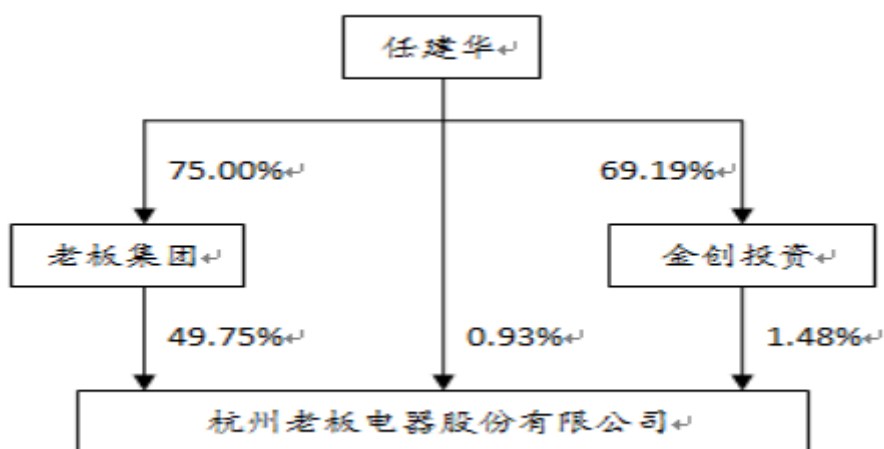 任建华
75.00%
69.19%
老板集团
金创投资
49.75%
0.93%
1.48%
杭州老板电器股份有限公司